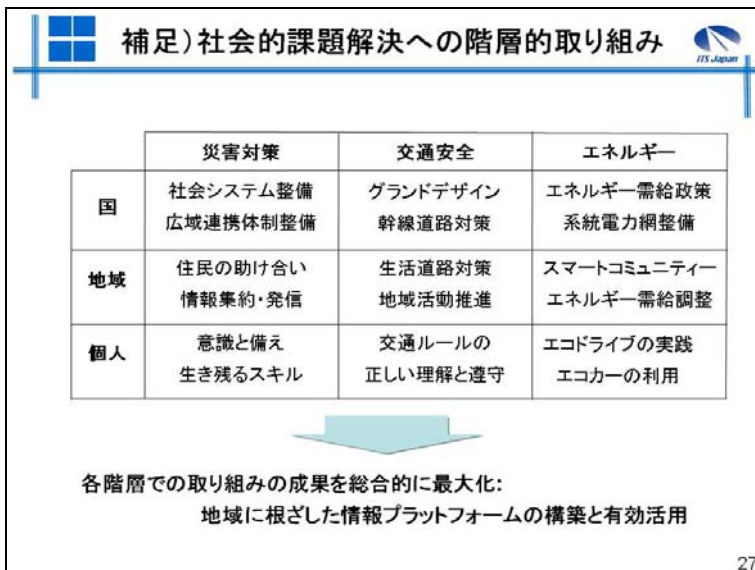 補足)社会的課題解決への階層的取り組み
ITS Japan
災害対策 交通安全 エネルギー
国
社会システム整備 グランドデザイン エネルギー需給政策
広域連携体制整備 幹線道路対策 系統電力網整備
地域
住民の助け合い 生活道路対策 スマートコミュニティー
情報集約・発信 地域活動推進 エネルギー需給調整
個人
意識と備え 交通ルールの エコドライブの実践
生き残るスキル 正しい理解と遵守 エコカーの利用
各階層での取り組みの成果を総合的に最大化:
地域に根ざした情報プラットフォームの構築と有効活用
27